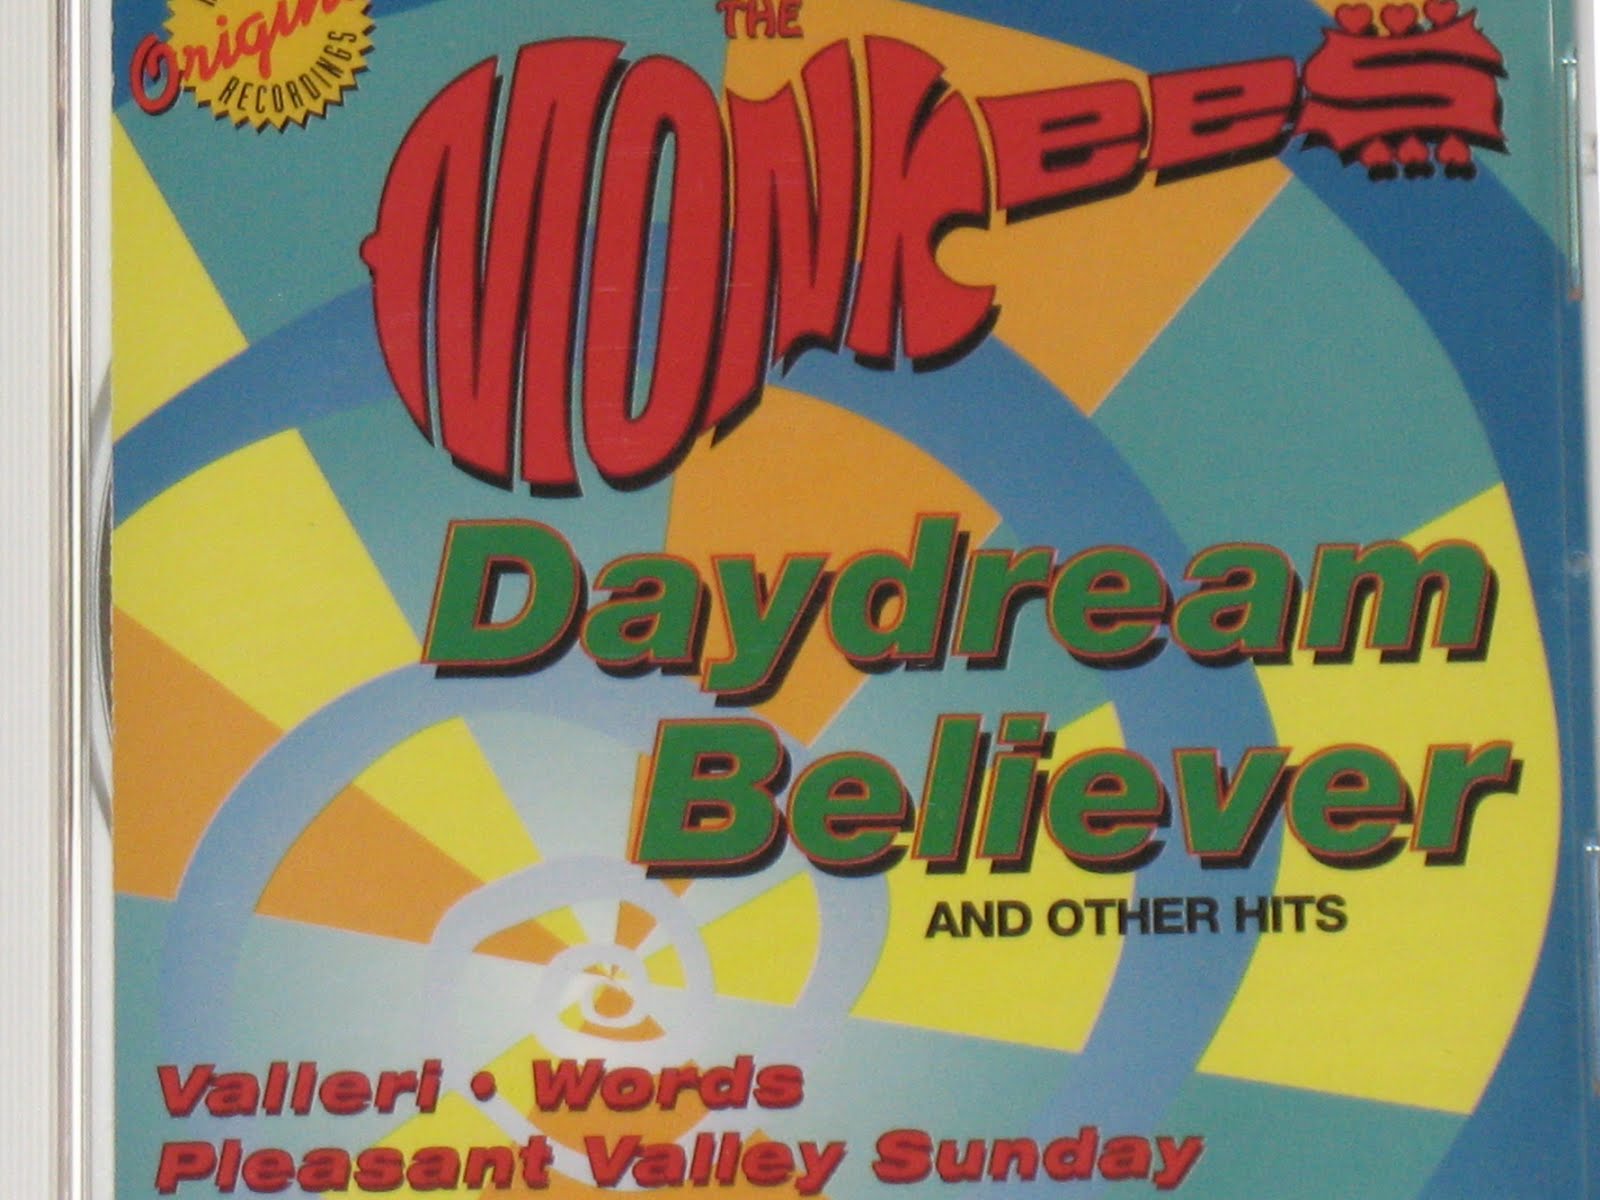 Original
RECORDINGS
THE
MONKEES
Daydream
Believer
AND OTHER HITS
Valleri • Words
Pleasant Valley Sunday